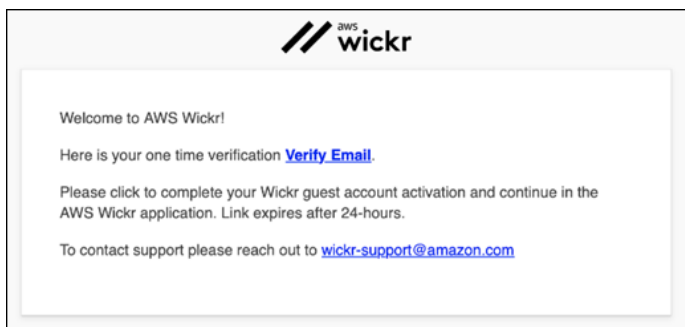 aws
wickr
Welcome to AWS Wickr!
Here is your one time verification Verify Email.
Please click to complete your Wickr guest account activation and continue in the
AWS Wickr application. Link expires after 24-hours.
To contact support please reach out to wickr-support@amazon.com